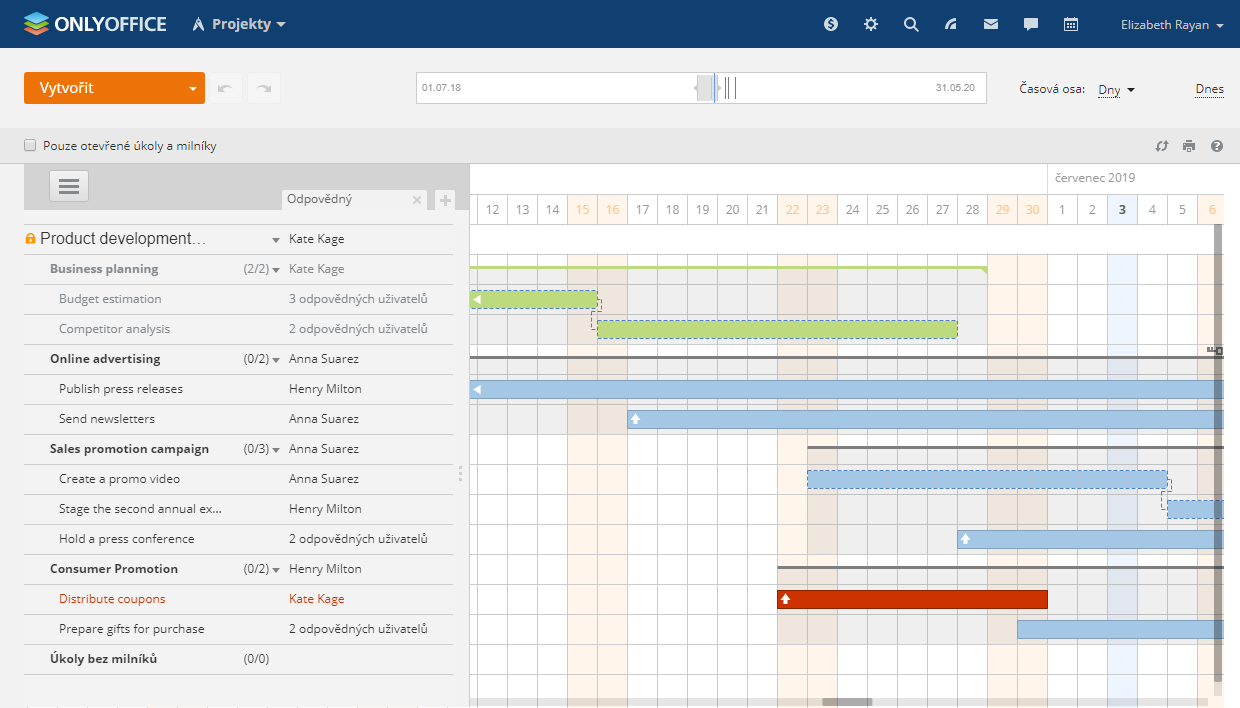 ONLYOFFICE Projekty Elizabeth Rayan
Vytvořit 01.07.18 31.05.20 Časová osa: Dny Dnes
Pouze otevřené úkoly a milníky
červenec 2019
Odpovědný
12 13 14 15 16 17 18 19 20 21 22 23 24 25 26 27 28 29 30 1 2 3 4 5 6
Product development... Kate Kage
Business planning (2/2) Kate Kage
Budget estimation 3 odpovědných uživatelů
Competitor analysis 2 odpovědných uživatelů
Online advertising (0/2) Anna Suarez
Publish press releases Henry Milton
Send newsletters Anna Suarez
Sales promotion campaign (0/3) Anna Suarez
Create a promo video Anna Suarez
Stage the second annual ex... Henry Milton
Hold a press conference 2 odpovědných uživatelů
Consumer Promotion (0/2) Henry Milton
Distribute coupons Kate Kage
Prepare gifts for purchase 2 odpovědných uživatelů
Úkoly bez milníků (0/0)